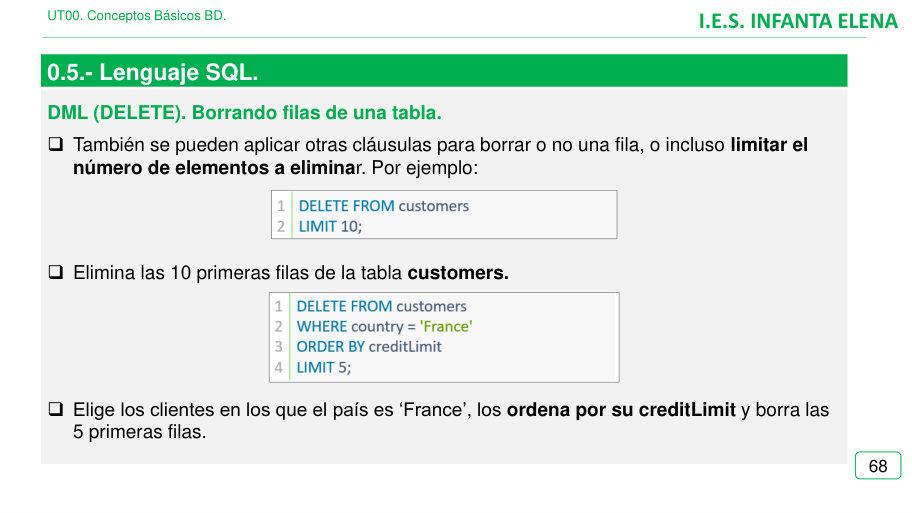 UT00. Conceptos Básicos BD.
I.E.S. INFANTA ELENA
0.5.- Lenguaje SQL.
DML (DELETE). Borrando filas de una tabla.
❑ También se pueden aplicar otras cláusulas para borrar o no una fila, o incluso limitar el
número de elementos a eliminar. Por ejemplo:
1 DELETE FROM customers
2 LIMIT 10;
❑ Elimina las 10 primeras filas de la tabla customers.
1 DELETE FROM customers
2 WHERE country = 'France'
3 ORDER BY creditLimit
4 LIMIT 5;
❑ Elige los clientes en los que el país es ‘France’, los ordena por su creditLimit y borra las
5 primeras filas.
68